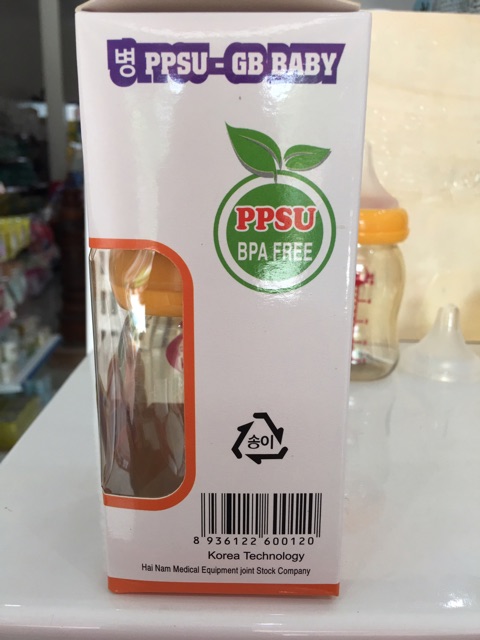 병 PPSU - GB BABY
PPSU
BPA FREE
송이
8 936122 600120
Korea Technology
Hai Nam Medical Equipment joint Stock Company